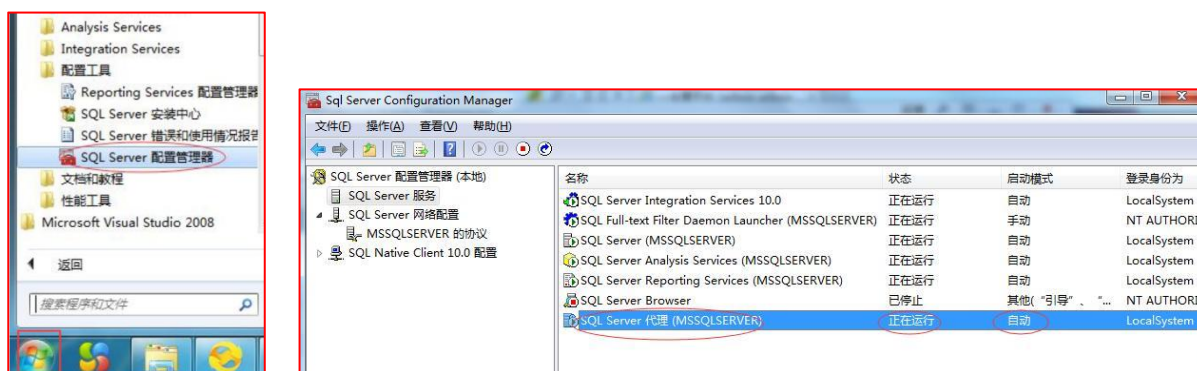 Analysis Services
Integration Services
配置工具
Reporting Services 配置管理器
SQL Server 安装中心
SQL Server 错误和使用情况报告
SQL Server 配置管理器
文档和教程
性能工具
Microsoft Visual Studio 2008
返回
搜索程序和文件
Sql Server Configuration Manager
文件(F) 操作(A) 查看(V) 帮助(H)
SQL Server 配置管理器 (本地)
SQL Server 服务
SQL Server 网络配置
MSSQLSERVER 的协议
SQL Native Client 10.0 配置
名称 状态 启动模式 登录身份为
SQL Server Integration Services 10.0 正在运行 自动 LocalSystem
SQL Full-text Filter Daemon Launcher (MSSQLSERVER) 正在运行 手动 NT AUTHORI
SQL Server (MSSQLSERVER) 正在运行 自动 LocalSystem
SQL Server Analysis Services (MSSQLSERVER) 正在运行 自动 LocalSystem
SQL Server Reporting Services (MSSQLSERVER) 正在运行 自动 LocalSystem
SQL Server Browser 已停止 其他("引导"、 "... NT AUTHORI
SQL Server 代理 (MSSQLSERVER) 正在运行 自动 LocalSystem